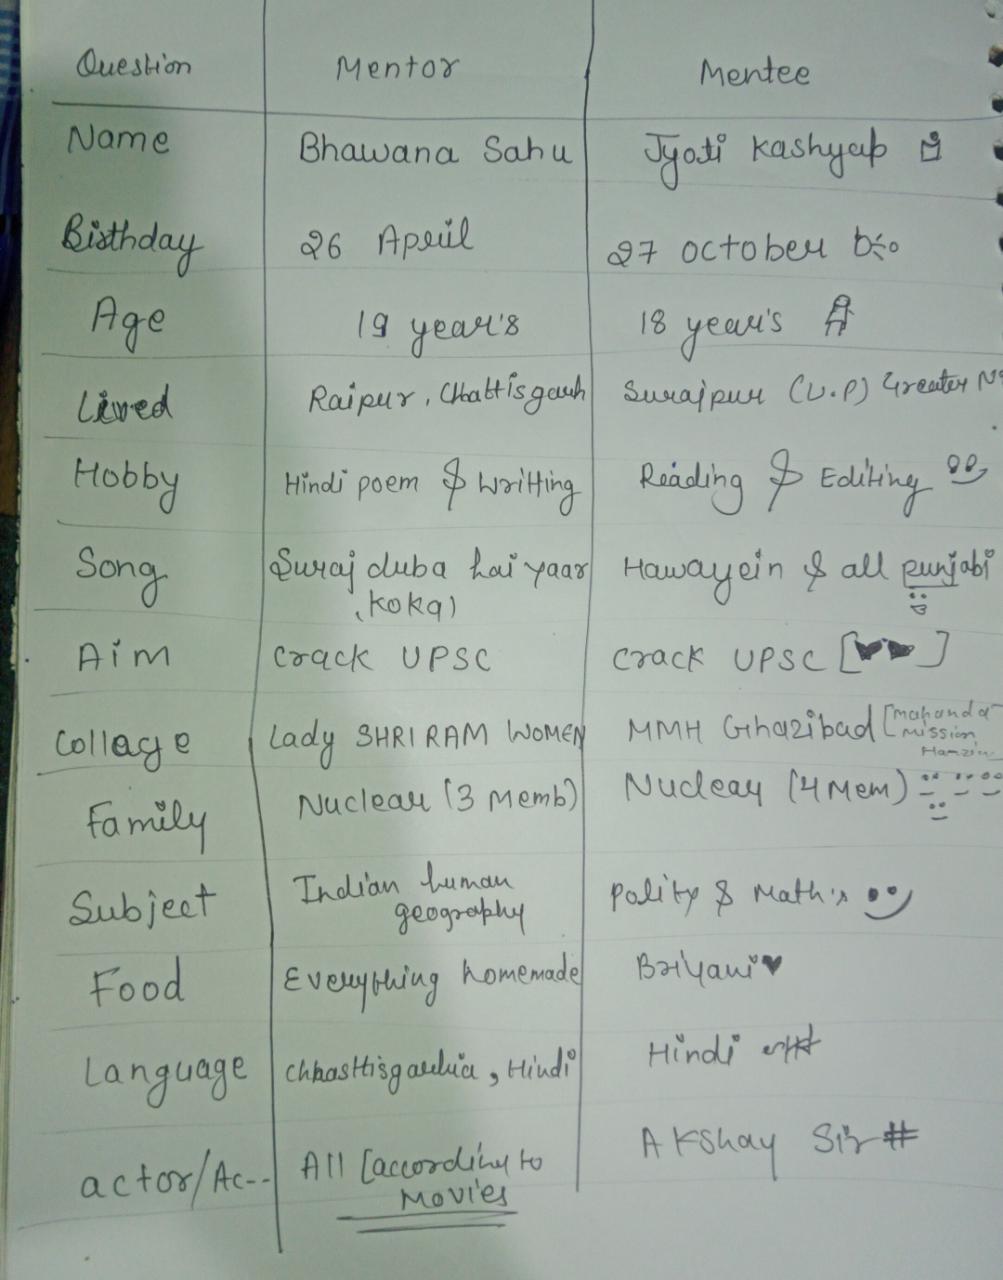 Question Mentor Mentee
Name Bhawana Sahu Jyoti Kashyap
Birthday 26 April 27 October
Age 19 year's 18 year's
Lived Raipur, Chattisgarh Surajpur (U.P) Greater No
Hobby Hindi poem & Writting Reading & Editing
Song Suraj duba hai yaar Hawayein & all punjabi
(Koka)
Aim Crack UPSC Crack UPSC
Collage Lady SHRI RAM WOMEN MMH Ghazibad [Mahanda
Mission
Family Nuclear (3 Memb) Nuclear (4 Mem)
Subject Indian human Polity & Math's
geography
Food Everything homemade Briyani
Language Chhasttisgarhia, Hindi Hindi
actor/Ac-- All [according to Akshay Sir #
Movies